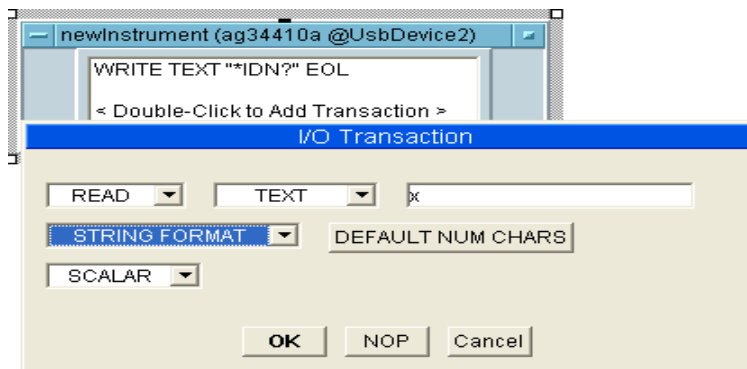 newInstrument (ag34410a @UsbDevice2)
WRITE TEXT "*IDN?" EOL
< Double-Click to Add Transaction >
I/O Transaction
READ TEXT x
STRING FORMAT DEFAULT NUM CHARS
SCALAR
OK NOP Cancel